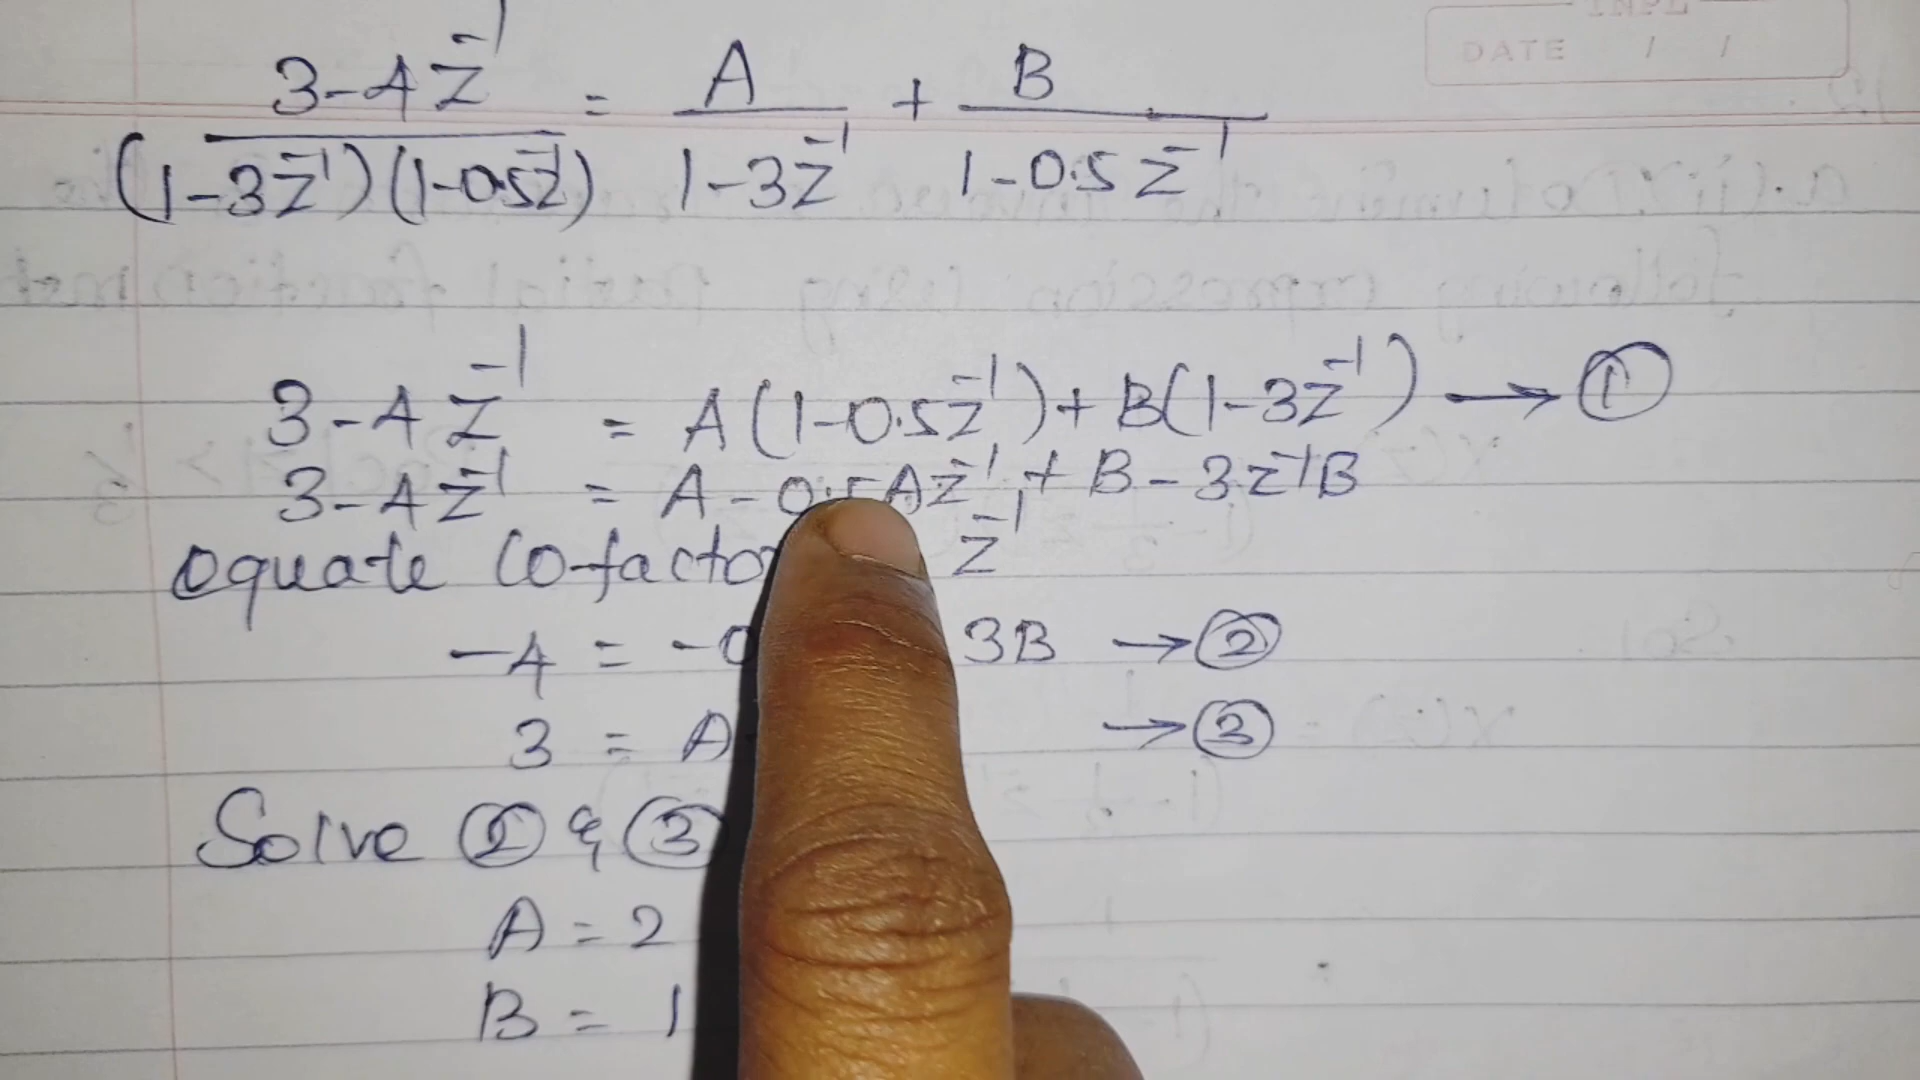 INPL
DATE / /
3-4z⁻¹ / (1-3z⁻¹)(1-0.5z⁻¹) = A / 1-3z⁻¹ + B / 1-0.5z⁻¹
3-4z⁻¹ = A(1-0.5z⁻¹)+B(1-3z⁻¹) → ①
3-4z⁻¹ = A-0.5Az⁻¹+B-3z⁻¹B
equate Co-factor z⁻¹
-4 = -0 3B → ②
3 = A → ③
Solve ② & ③
A = 2
B = 1